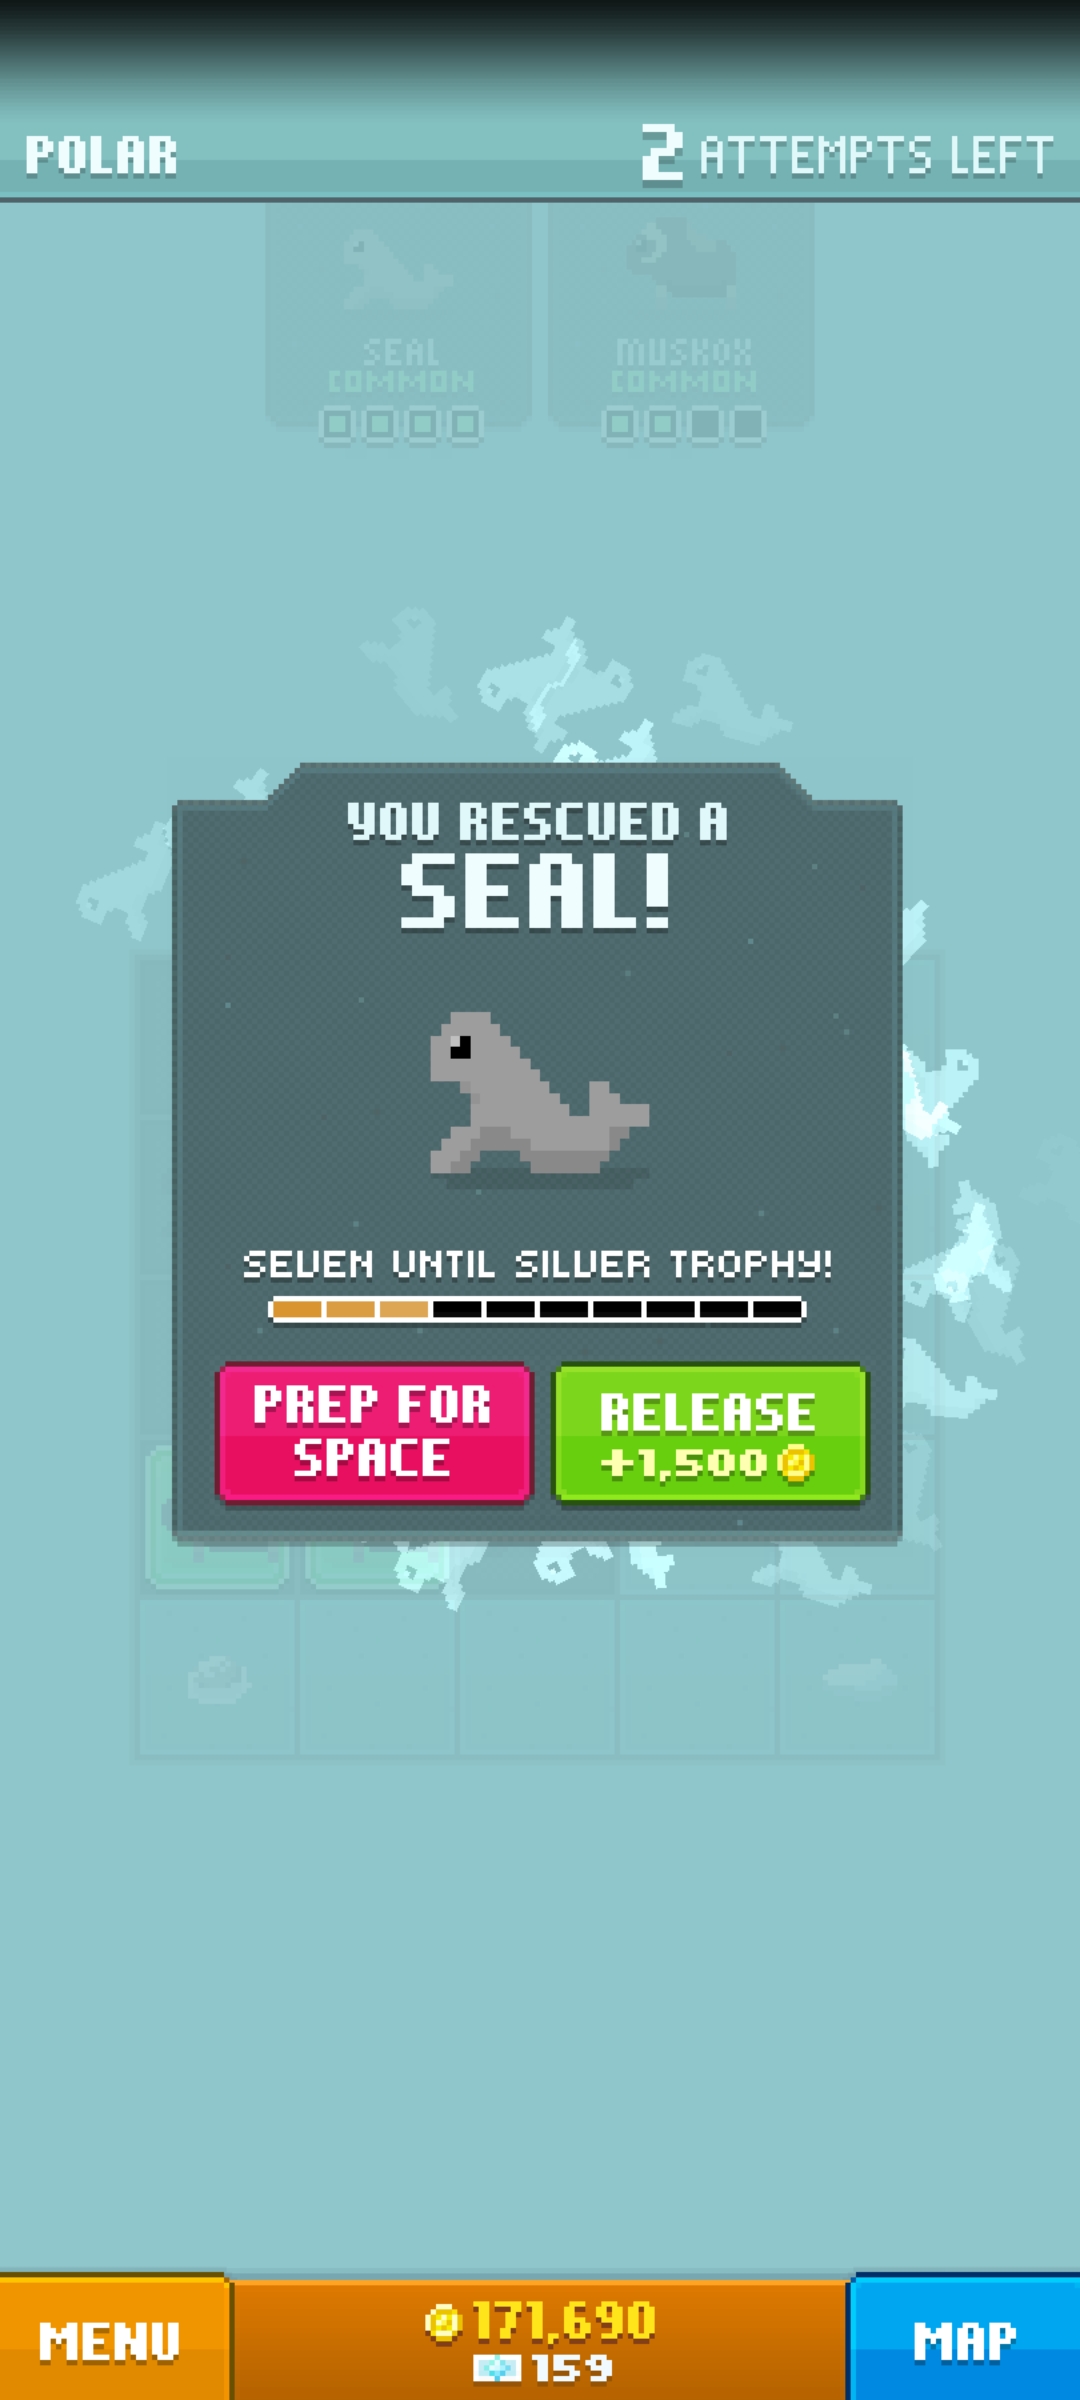 POLAR
2 ATTEMPTS LEFT
SEAL
COMMON
MUSKOX
COMMON
YOU RESCUED A
SEAL!
SEVEN UNTIL SILVER TROPHY!
PREP FOR
SPACE
RELEASE
+1,500
MENU
171,690
159
MAP